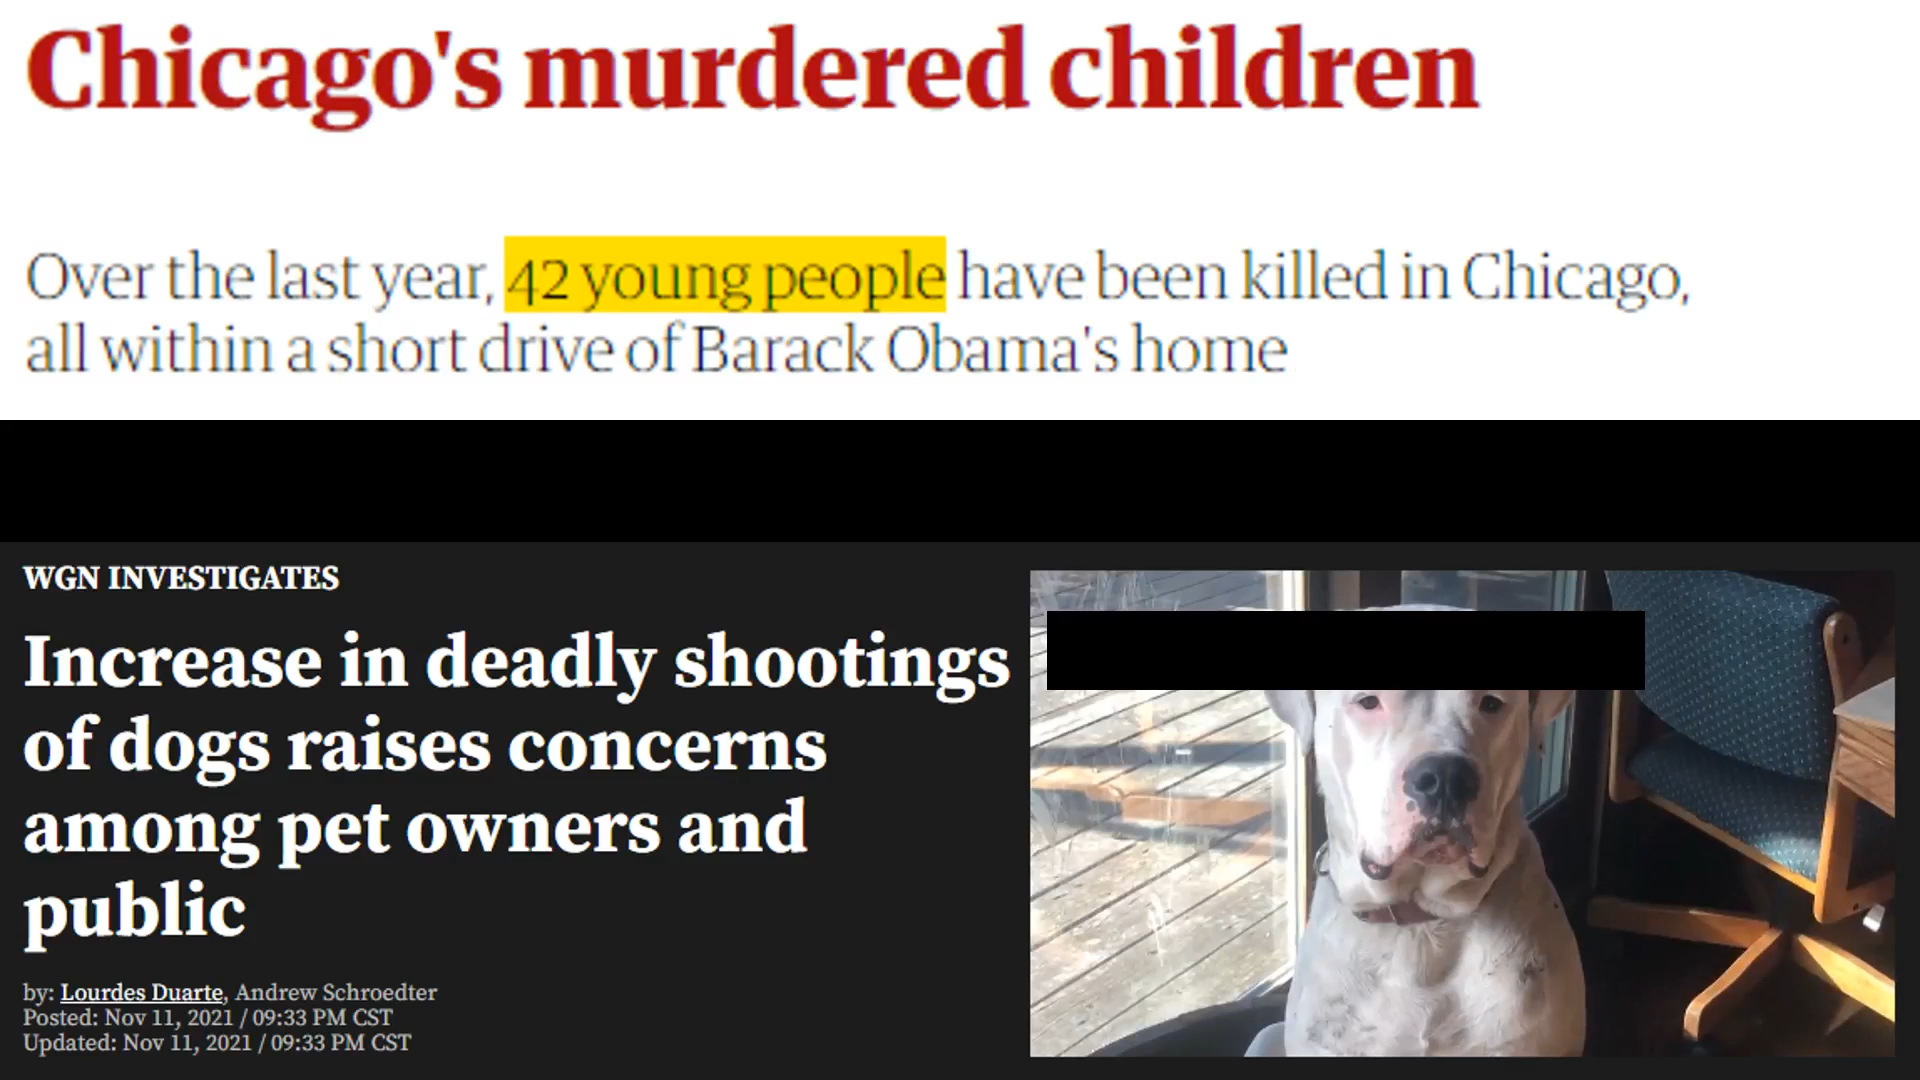 Chicago's murdered children
Over the last year, 42 young people have been killed in Chicago,
all within a short drive of Barack Obama's home
WGN INVESTIGATES
Increase in deadly shootings
of dogs raises concerns
among pet owners and
public
by: Lourdes Duarte, Andrew Schroedter
Posted: Nov 11, 2021 / 09:33 PM CST
Updated: Nov 11, 2021 / 09:33 PM CST